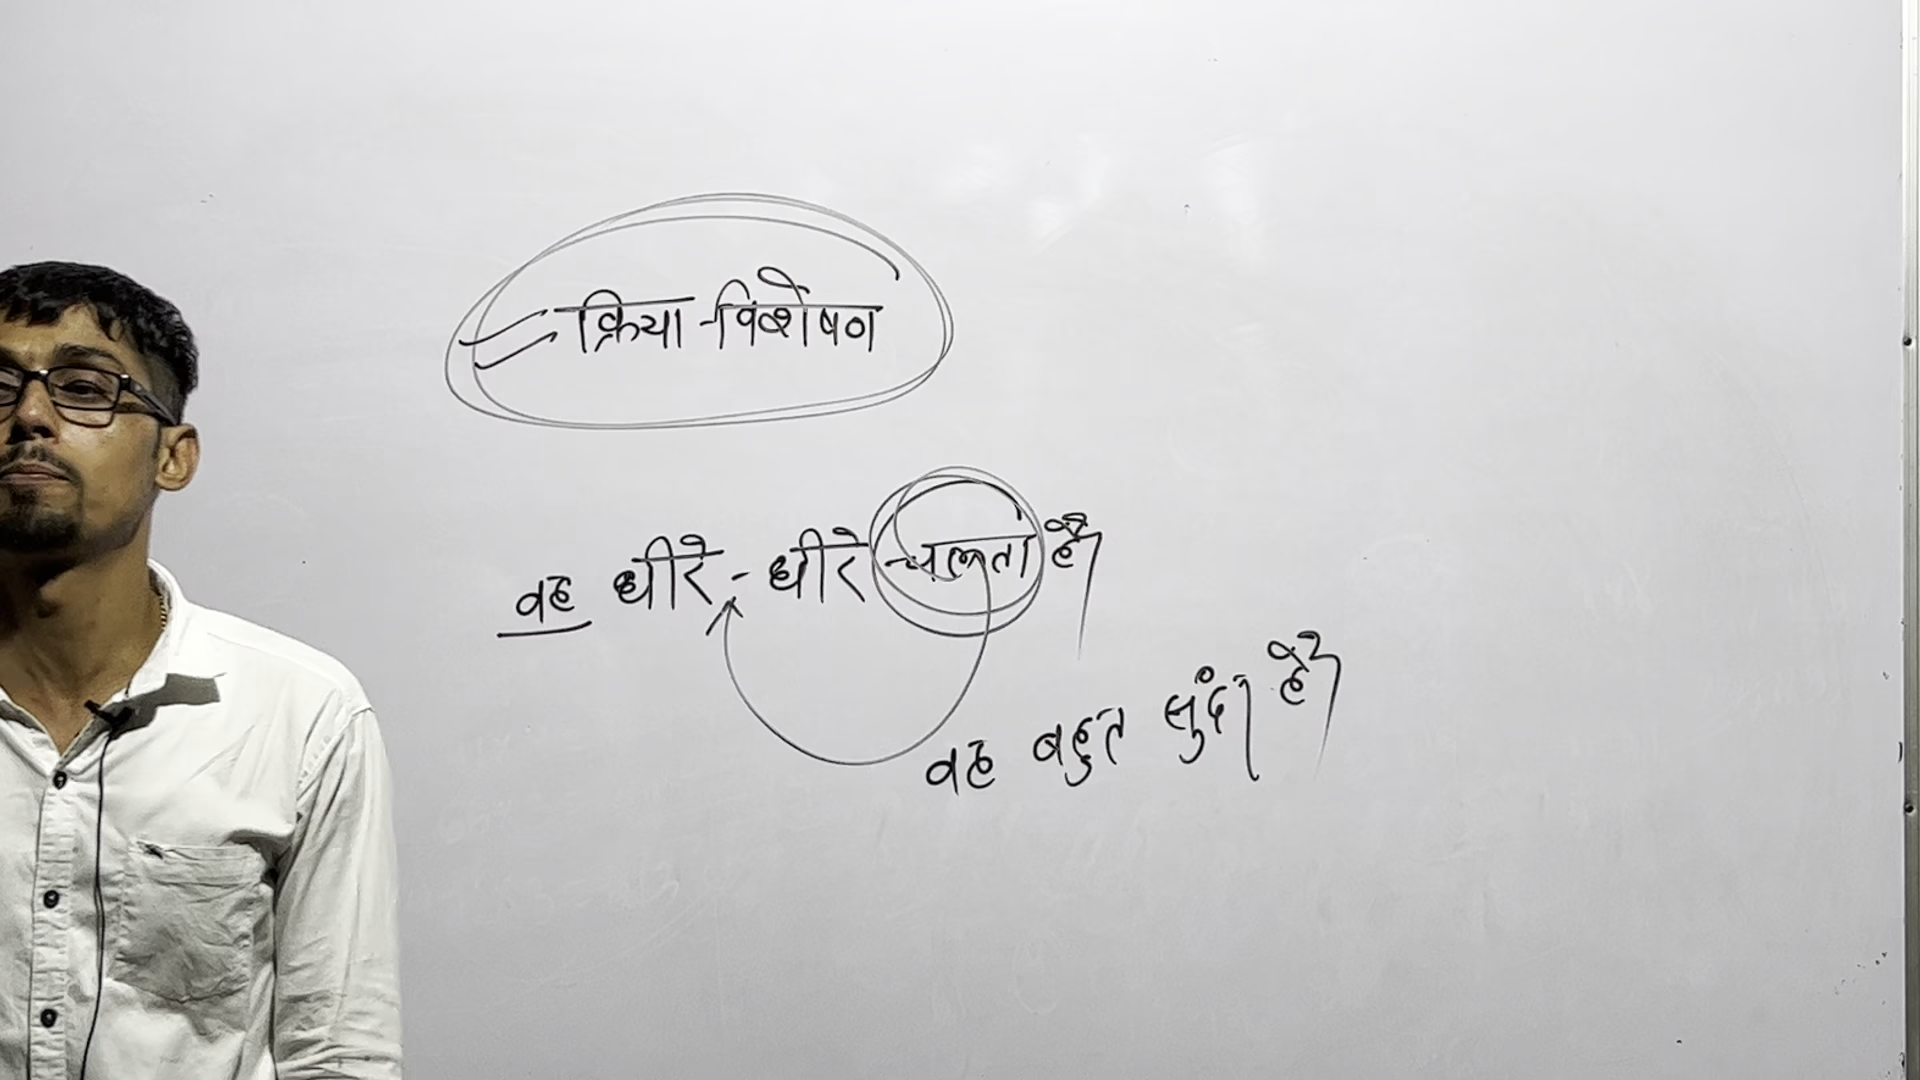 क्रिया-विशेषण
वह धीरे-धीरे चलता है।
वह बहुत सुंदर है।